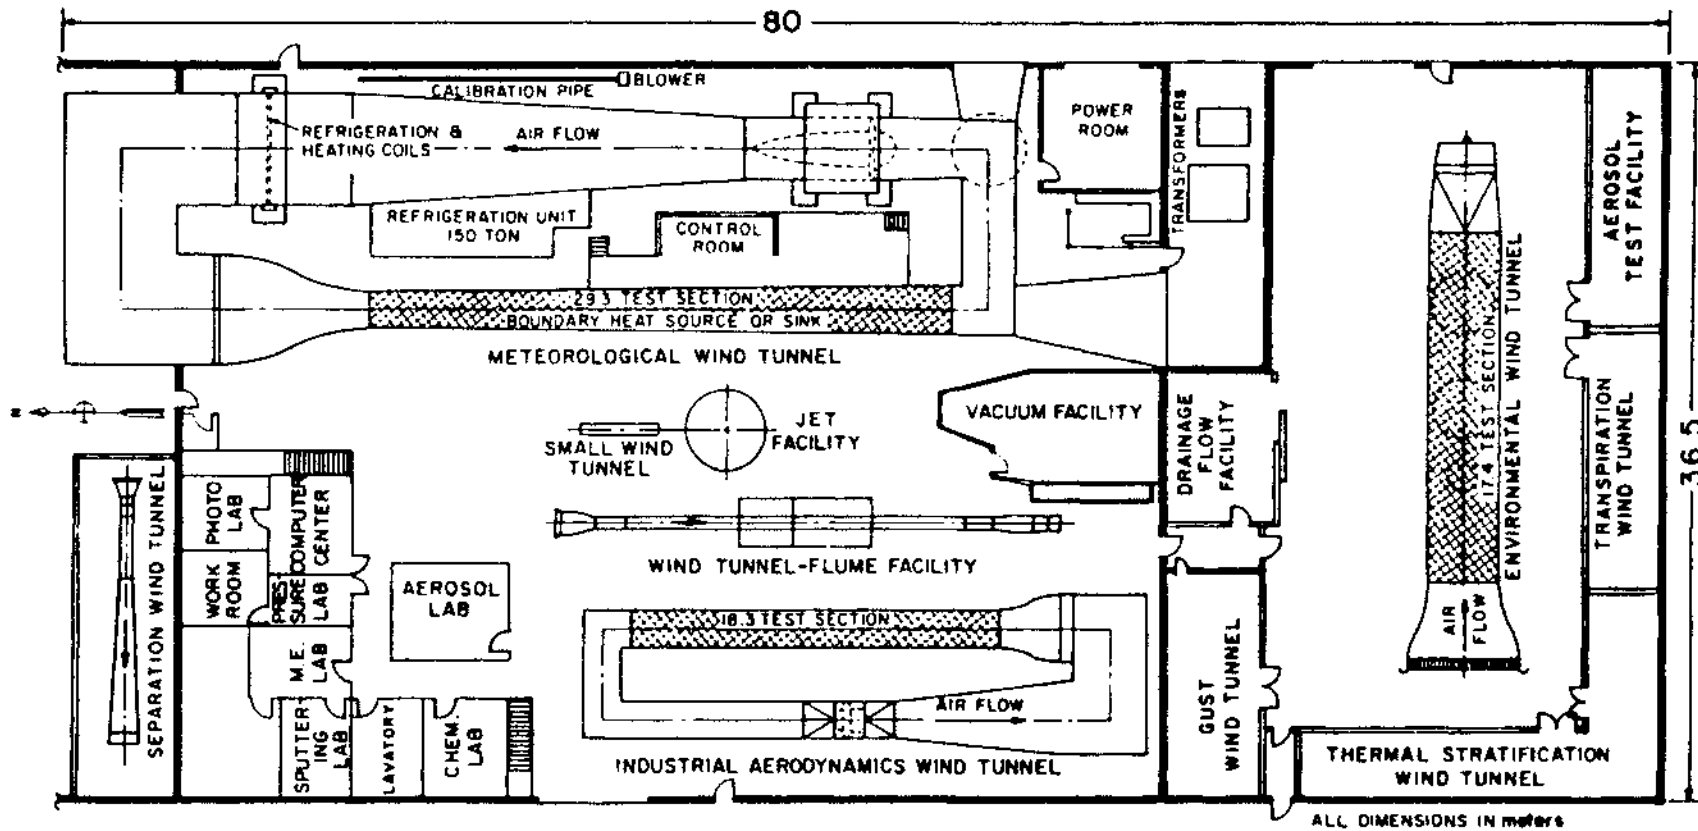 80
BLOWER
CALIBRATION PIPE
REFRIGERATION &
HEATING COILS
AIR FLOW
POWER
ROOM
TRANSFORMERS
AEROSOL
TEST FACILITY
REFRIGERATION UNIT
150 TON
CONTROL
ROOM
29.3 TEST SECTION
BOUNDARY HEAT SOURCE OR SINK
METEOROLOGICAL WIND TUNNEL
17.4 TEST SECTION
ENVIRONMENTAL WIND TUNNEL
AIR
FLOW
TRANSPIRATION
WIND TUNNEL
36.5
N
JET
FACILITY
SMALL WIND
TUNNEL
VACUUM FACILITY
DRAINAGE
FLOW
FACILITY
SEPARATION WIND TUNNEL
PHOTO
LAB
COMPUTER
CENTER
WORK
ROOM
PRES-
SURE
LAB
AEROSOL
LAB
WIND TUNNEL-FLUME FACILITY
18.3 TEST SECTION
M.E.
LAB
SPUTTER-
ING
LAB
LAVATORY
CHEM.
LAB
AIR FLOW
INDUSTRIAL AERODYNAMICS WIND TUNNEL
GUST
WIND TUNNEL
THERMAL STRATIFICATION
WIND TUNNEL
ALL DIMENSIONS IN meters